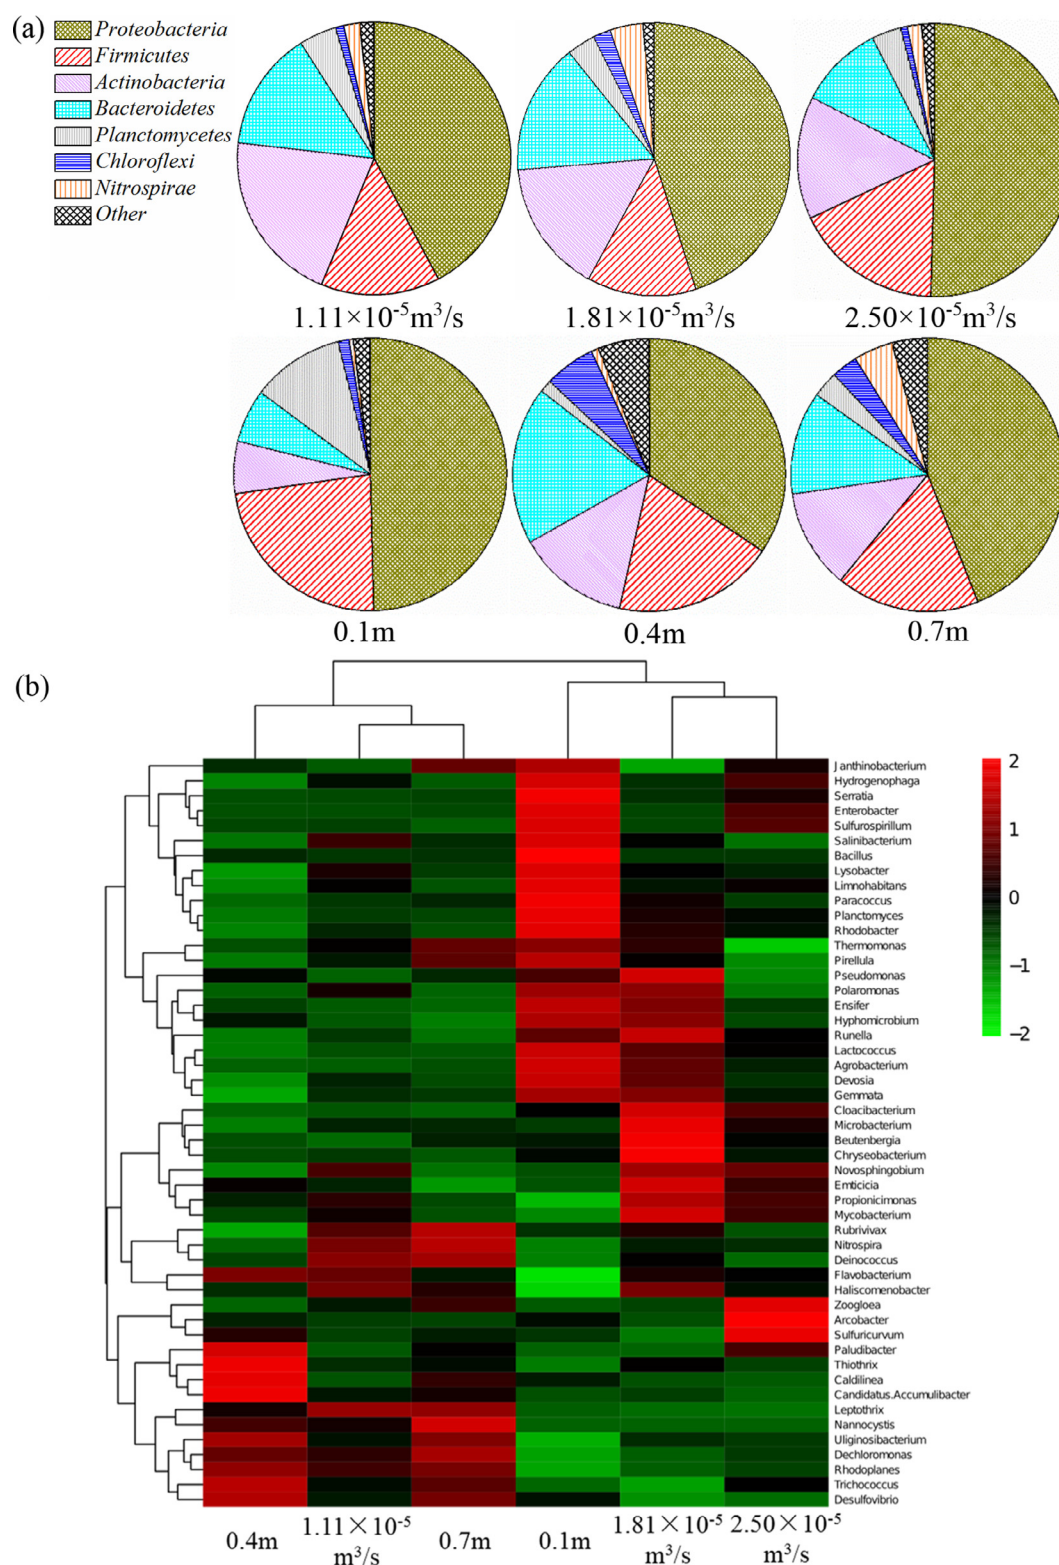 (a)
Proteobacteria
Firmicutes
Actinobacteria
Bacteroidetes
Planctomycetes
Chloroflexi
Nitrospirae
Other
1.11×10⁻⁵m³/s
1.81×10⁻⁵m³/s
2.50×10⁻⁵m³/s
0.1m
0.4m
0.7m
(b)
2
1
0
−1
−2
Janthinobacterium
Hydrogenophaga
Serratia
Enterobacter
Sulfurospirillum
Salinibacterium
Bacillus
Lysobacter
Limnohabitans
Paracoccus
Planctomyces
Rhodobacter
Thermomonas
Pirellula
Pseudomonas
Polaromonas
Ensifer
Hyphomicrobium
Runella
Lactococcus
Agrobacterium
Devosia
Gemmata
Cloacibacterium
Microbacterium
Beutenbergia
Chryseobacterium
Novosphingobium
Emticicia
Propionicimonas
Mycobacterium
Rubrivivax
Nitrospira
Deinococcus
Flavobacterium
Haliscomenobacter
Zoogloea
Arcobacter
Sulfuricurvum
Paludibacter
Thiothrix
Caldilinea
Candidatus.Accumulibacter
Leptothrix
Nannocystis
Uliginosibacterium
Dechloromonas
Rhodoplanes
Trichococcus
Desulfovibrio
0.4m
1.11×10⁻⁵
m³/s
0.7m
0.1m
1.81×10⁻⁵
m³/s
2.50×10⁻⁵
m³/s